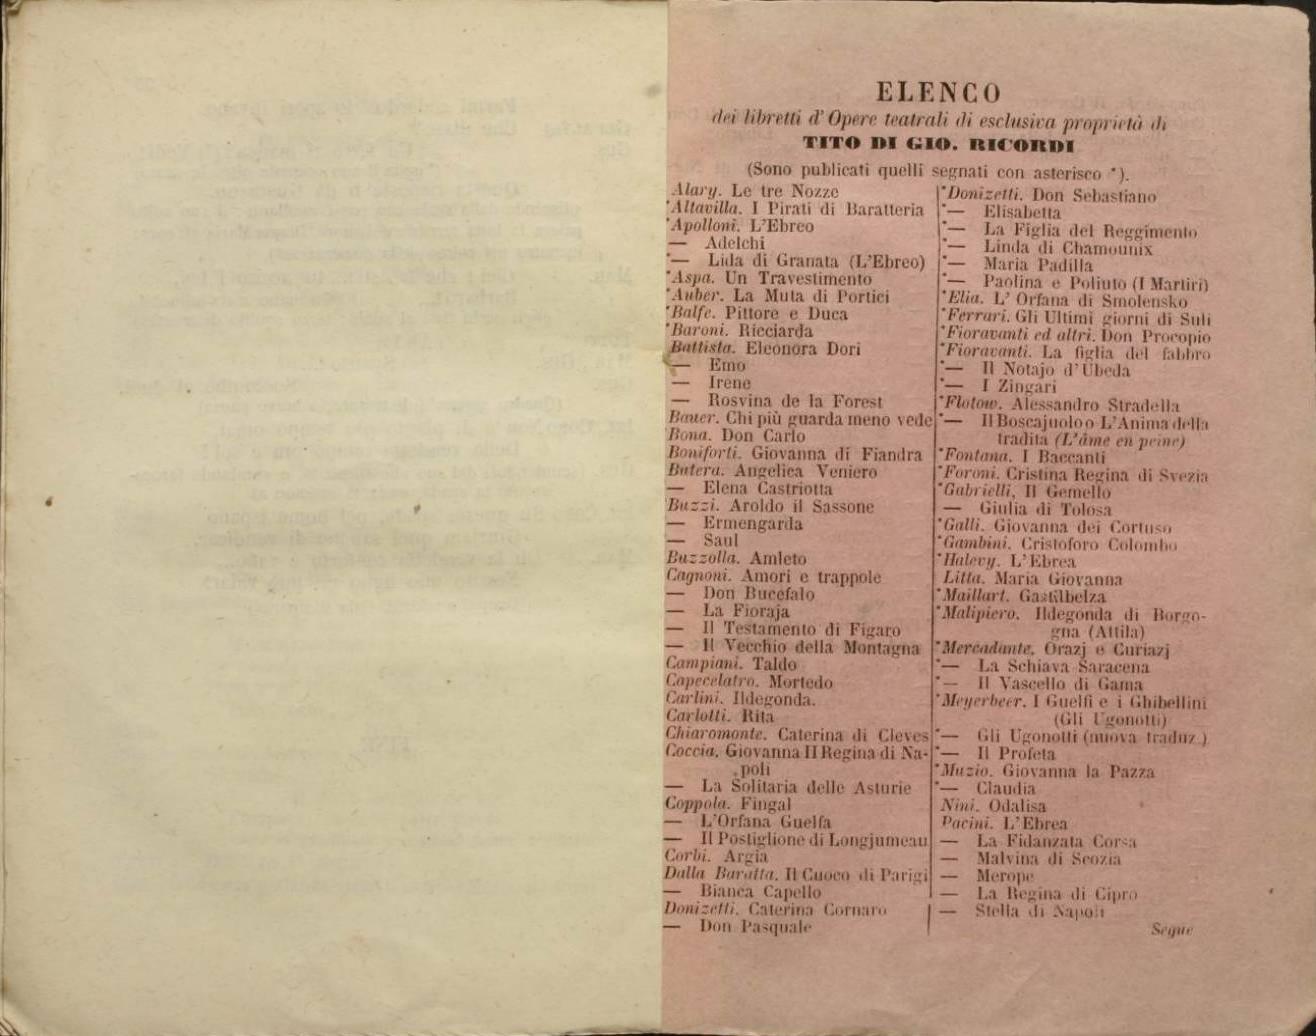 ELENCO
dei libretti d'Opere teatrali di esclusiva proprietà di
TITO DI GIO. RICORDI
(Sono publicati quelli segnati con asterisco *).
Alary. Le tre Nozze
*Altavilla. I Pirati di Baratteria
*Apolloni. L'Ebreo
— Adelchi
*— Lida di Granata (L'Ebreo)
*Aspa. Un Travestimento
*Auber. La Muta di Portici
*Balfe. Pittore e Duca
*Baroni. Ricciarda
Battista. Eleonora Dori
— Emo
— Irene
— Rosvina de la Forest
Bauer. Chi più guarda meno vede
Bona. Don Carlo
Boniforti. Giovanna di Fiandra
Butera. Angelica Veniero
— Elena Castriotta
Buzzi. Aroldo il Sassone
— Ermengarda
— Saul
Buzzolla. Amleto
Cagnoni. Amori e trappole
— Don Bucefalo
— La Fioraja
— Il Testamento di Figaro
— Il Vecchio della Montagna
Campiani. Taldo
Capecelatro. Mortedo
Carlini. Ildegonda.
Carlotti. Rita
Chiaromonte. Caterina di Cleves
Coccia. Giovanna II Regina di Na-
poli
— La Solitaria delle Asturie
Coppola. Fingal
— L'Orfana Guelfa
— Il Postiglione di Longjumeau
Corbi. Argia
Dalla Baratta. Il Cuoco di Parigi
— Bianca Capello
Donizetti. Caterina Cornaro
— Don Pasquale
*Donizetti. Don Sebastiano
*— Elisabetta
*— La Figlia del Reggimento
*— Linda di Chamounix
*— Maria Padilla
*— Paolina e Poliuto (I Martiri)
*Elia. L'Orfana di Smolensko
*Ferrari. Gli Ultimi giorni di Suli
*Fioravanti ed altri. Don Procopio
*Fioravanti. La figlia del fabbro
*— Il Notajo d'Ubeda
*— I Zingari
*Flotow. Alessandro Stradella
*— Il Boscajuolo o L'Anima della
tradita (L'âme en peine)
*Fontana. I Baccanti
*Foroni. Cristina Regina di Svezia
*Gabrielli, Il Gemello
— Giulia di Tolosa
*Galli. Giovanna dei Cortuso
*Gambini. Cristoforo Colombo
*Halevy. L'Ebrea
Litta. Maria Giovanna
*Maillart. Gastilbelza
*Malipiero. Ildegonda di Borgo-
gna (Attila)
*Mercadante. Orazj e Curiazj
*— La Schiava Saracena
*— Il Vascello di Gama
*Meyerbeer. I Guelfi e i Ghibellini
(Gli Ugonotti)
*— Gli Ugonotti (nuova traduz.)
*— Il Profeta
*Muzio. Giovanna la Pazza
*— Claudia
Nini. Odalisa
Pacini. L'Ebrea
— La Fidanzata Corsa
— Malvina di Scozia
— Merope
— La Regina di Cipro
— Stella di Napoli
Segue